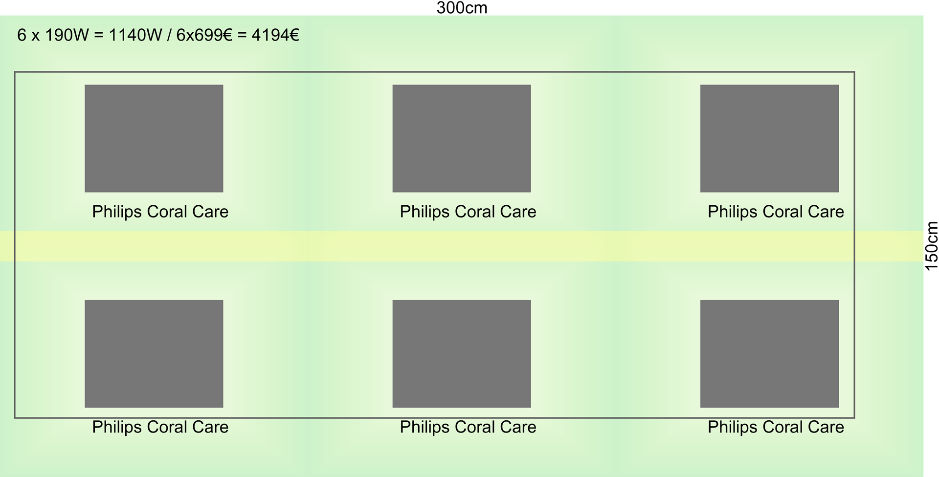 300cm
6 x 190W = 1140W / 6x699€ = 4194€
Philips Coral Care
Philips Coral Care
Philips Coral Care
150cm
Philips Coral Care
Philips Coral Care
Philips Coral Care